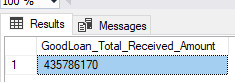 100 %
Results Messages
GoodLoan_Total_Received_Amount
1 435786170